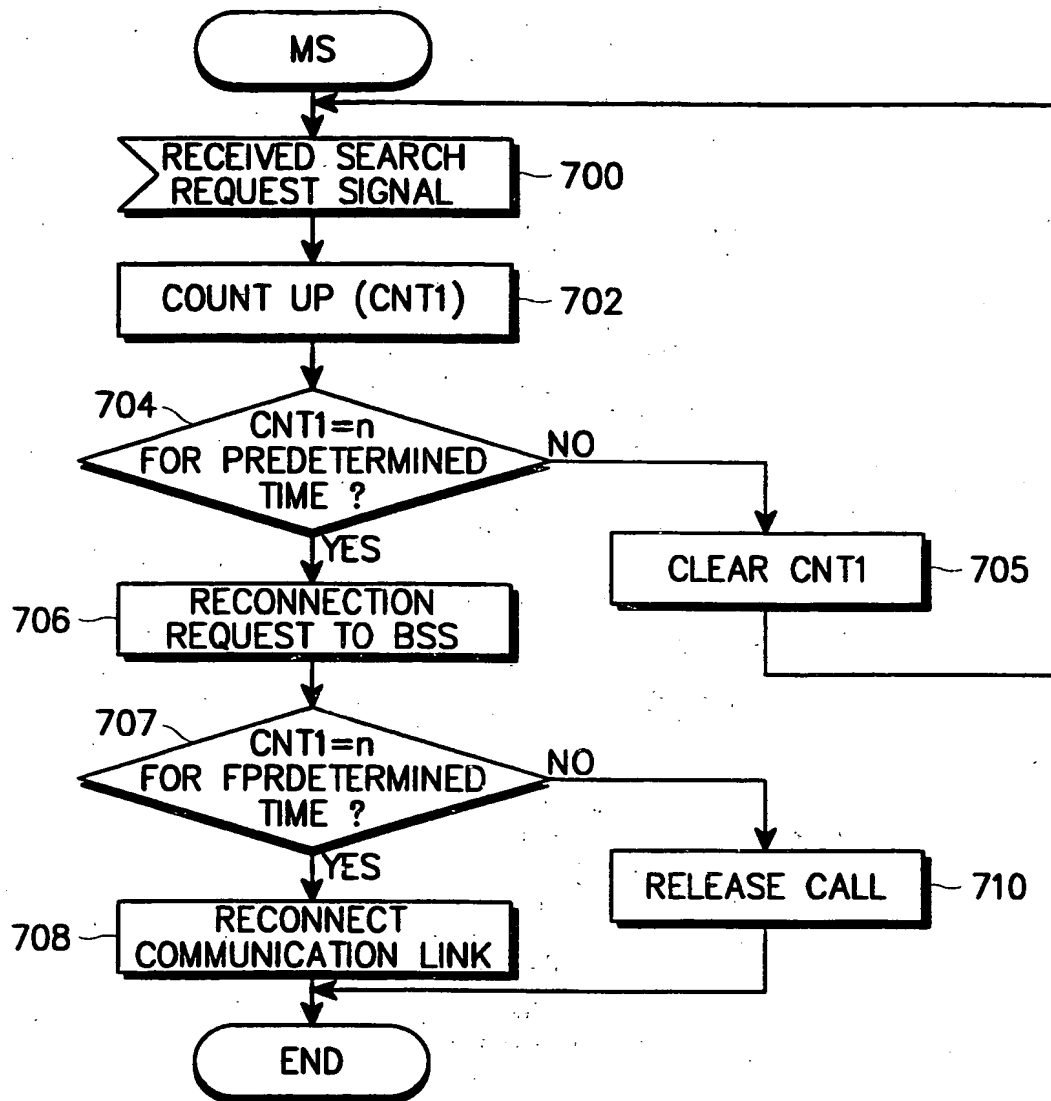 MS
RECEIVED SEARCH
REQUEST SIGNAL
700
COUNT UP (CNT1)
702
704
CNT1=n
FOR PREDETERMINED
TIME ?
NO
YES
CLEAR CNT1
705
706
RECONNECTION
REQUEST TO BSS
707
CNT1=n
FOR FPRDETERMINED
TIME ?
NO
YES
RELEASE CALL
710
708
RECONNECT
COMMUNICATION LINK
END